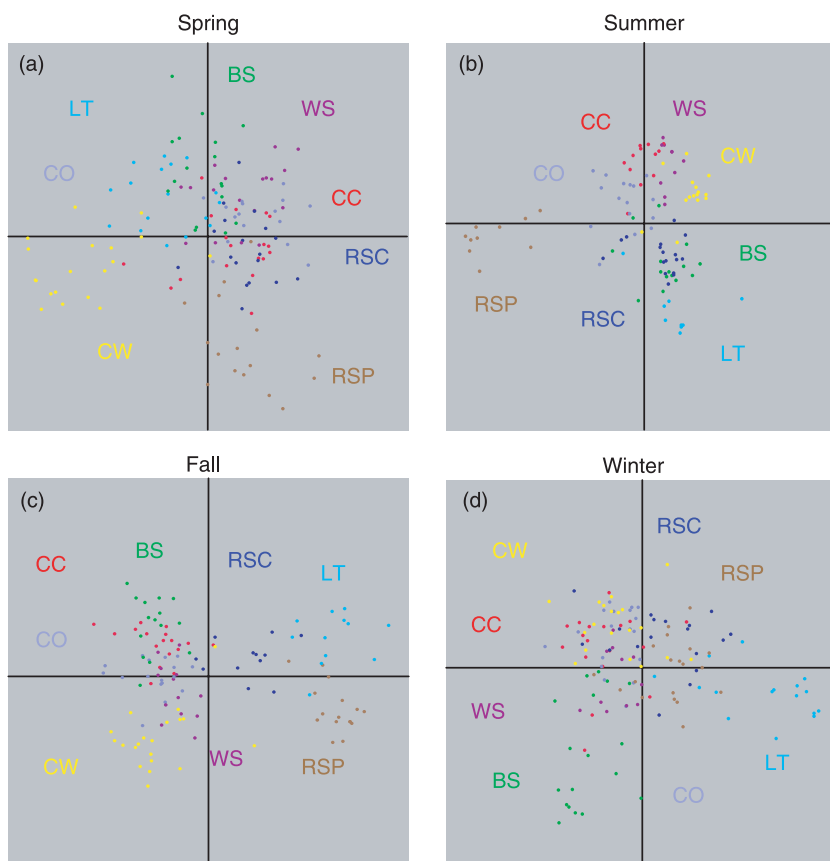 Spring
Summer
(a)
BS
LT
WS
CO
CC
RSC
CW
RSP
(b)
CC
WS
CW
CO
BS
RSP
RSC
LT
Fall
Winter
(c)
BS
CC
RSC
LT
CO
WS
CW
RSP
(d)
RSC
CW
RSP
CC
WS
LT
BS
CO